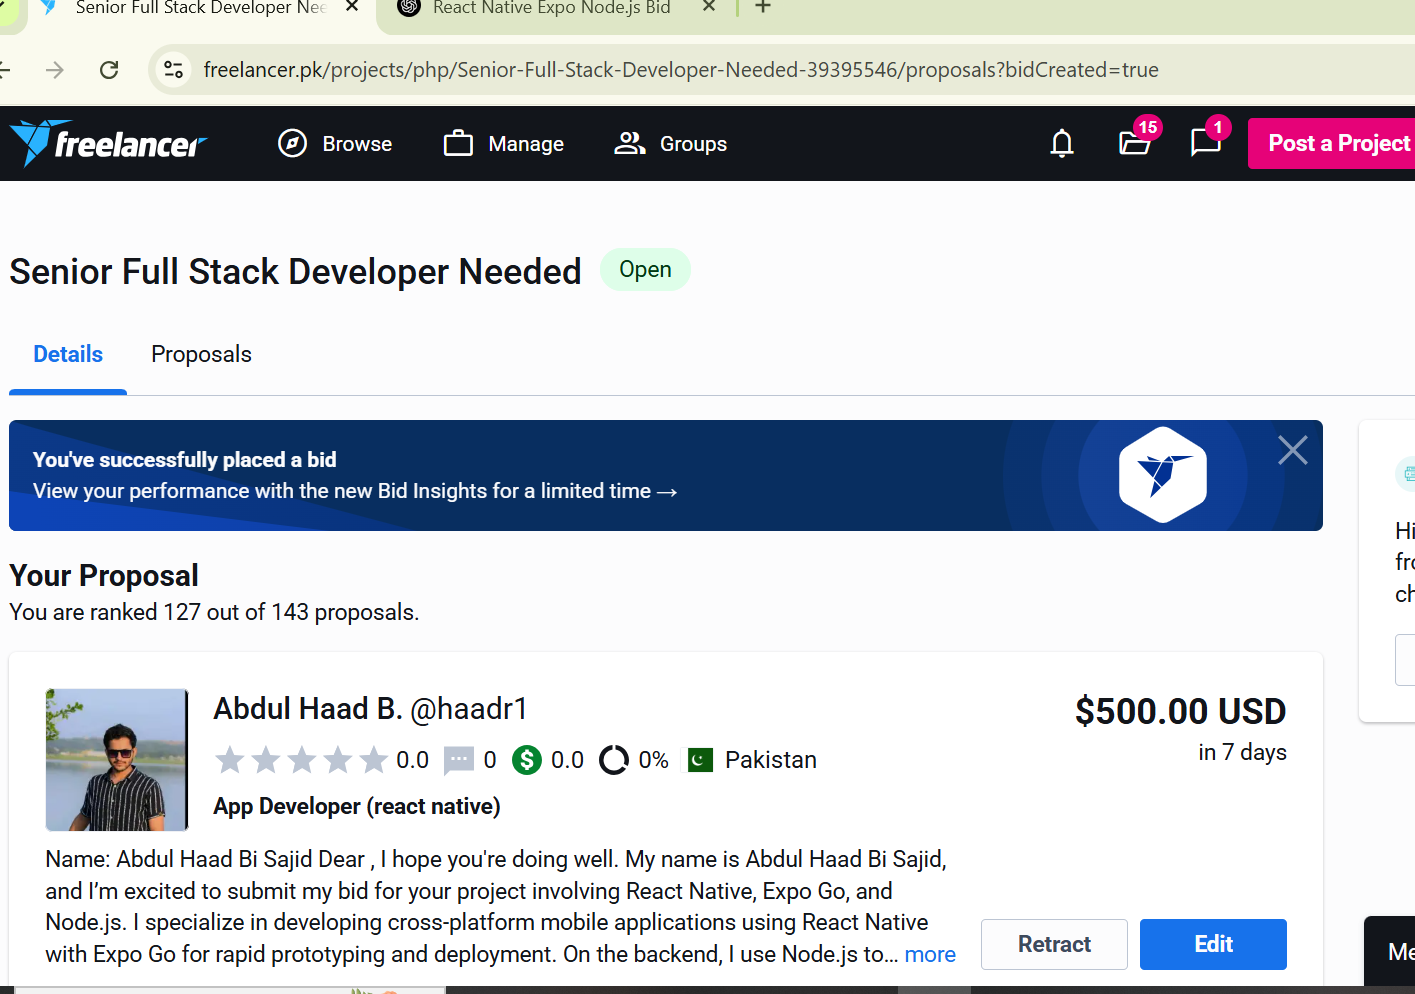 Senior Full Stack Developer Nee
React Native Expo Node.js Bid
freelancer.pk/projects/php/Senior-Full-Stack-Developer-Needed-39395546/proposals?bidCreated=true
freelancer
Browse
Manage
Groups
15
1
Post a Project
Senior Full Stack Developer Needed
Open
Details
Proposals
You've successfully placed a bid
View your performance with the new Bid Insights for a limited time →
Hi
fro
ch
Your Proposal
You are ranked 127 out of 143 proposals.
Abdul Haad B. @haadr1
$500.00 USD
0.0 0 0.0 0% Pakistan
in 7 days
App Developer (react native)
Name: Abdul Haad Bi Sajid Dear , I hope you're doing well. My name is Abdul Haad Bi Sajid,
and I’m excited to submit my bid for your project involving React Native, Expo Go, and
Node.js. I specialize in developing cross-platform mobile applications using React Native
with Expo Go for rapid prototyping and deployment. On the backend, I use Node.js to... more
Retract
Edit
Me